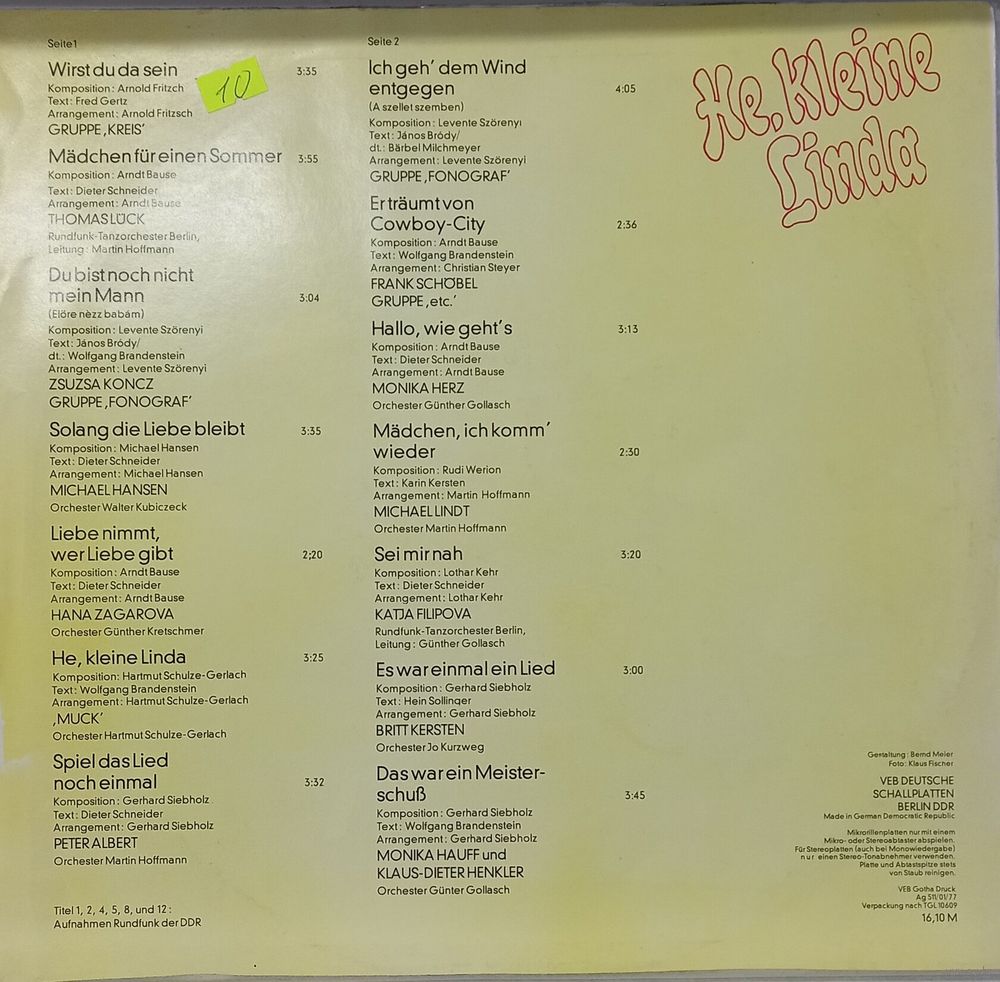 Seite 1
Wirst du da sein 3:35
Komposition: Arnold Fritzch
Text: Fred Gertz
Arrangement: Arnold Fritzsch
GRUPPE ‚KREIS'
10
Mädchen für einen Sommer 3:55
Komposition: Arndt Bause
Text: Dieter Schneider
Arrangement: Arndt Bause
THOMAS LÜCK
Rundfunk-Tanzorchester Berlin,
Leitung: Martin Hoffmann
Du bist noch nicht
mein Mann 3:04
(Elöre nèzz babám)
Komposition: Levente Szörenyi
Text: János Bródy/
dt.: Wolfgang Brandenstein
Arrangement: Levente Szörenyi
ZSUZSA KONCZ
GRUPPE ‚FONOGRAF'
Solang die Liebe bleibt 3:35
Komposition: Michael Hansen
Text: Dieter Schneider
Arrangement: Michael Hansen
MICHAEL HANSEN
Orchester Walter Kubiczeck
Liebe nimmt,
wer Liebe gibt 2;20
Komposition: Arndt Bause
Text: Dieter Schneider
Arrangement: Arndt Bause
HANA ZAGAROVA
Orchester Günther Kretschmer
He, kleine Linda 3:25
Komposition: Hartmut Schulze-Gerlach
Text: Wolfgang Brandenstein
Arrangement: Hartmut Schulze-Gerlach
‚MUCK'
Orchester Hartmut Schulze-Gerlach
Spiel das Lied
noch einmal 3:32
Komposition: Gerhard Siebholz
Text: Dieter Schneider
Arrangement: Gerhard Siebholz
PETER ALBERT
Orchester Martin Hoffmann
Titel 1, 2, 4, 5, 8, und 12:
Aufnahmen Rundfunk der DDR
Seite 2
Ich geh' dem Wind
entgegen 4:05
(A szellet szemben)
Komposition: Levente Szörenyi
Text: János Bródy/
dt.: Bärbel Milchmeyer
Arrangement: Levente Szörenyi
GRUPPE ‚FONOGRAF'
Er träumt von
Cowboy-City 2:36
Komposition: Arndt Bause
Text: Wolfgang Brandenstein
Arrangement: Christian Steyer
FRANK SCHÖBEL
GRUPPE ‚etc.'
Hallo, wie geht's 3:13
Komposition: Arndt Bause
Text: Dieter Schneider
Arrangement: Arndt Bause
MONIKA HERZ
Orchester Günther Gollasch
Mädchen, ich komm'
wieder 2:30
Komposition: Rudi Werion
Text: Karin Kersten
Arrangement: Martin Hoffmann
MICHAEL LINDT
Orchester Martin Hoffmann
Sei mir nah 3:20
Komposition: Lothar Kehr
Text: Dieter Schneider
Arrangement: Lothar Kehr
KATJA FILIPOVA
Rundfunk-Tanzorchester Berlin,
Leitung: Günther Gollasch
Es war einmal ein Lied 3:00
Komposition: Gerhard Siebholz
Text: Hein Sollinger
Arrangement: Gerhard Siebholz
BRITT KERSTEN
Orchester Jo Kurzweg
Das war ein Meister-
schuß 3:45
Komposition: Gerhard Siebholz
Text: Wolfgang Brandenstein
Arrangement: Gerhard Siebholz
MONIKA HAUFF und
KLAUS-DIETER HENKLER
Orchester Günter Gollasch
He. Kleine
Linda
Gestaltung: Bernd Meier
Foto: Klaus Fischer
VEB DEUTSCHE
SCHALLPLATTEN
BERLIN DDR
Made in German Democratic Republic
Mikrorillenplatten nur mit einem
Mikro- oder Stereoabtaster abspielen.
Für Stereoplatten (auch bei Monowiedergabe)
nur einen Stereo-Tonabnehmer verwenden.
Platte und Abtastspitze stets
von Staub reinigen.
VEB Gotha Druck
Ag 511/01/77
Verpackung nach TGL 10609
16,10 M